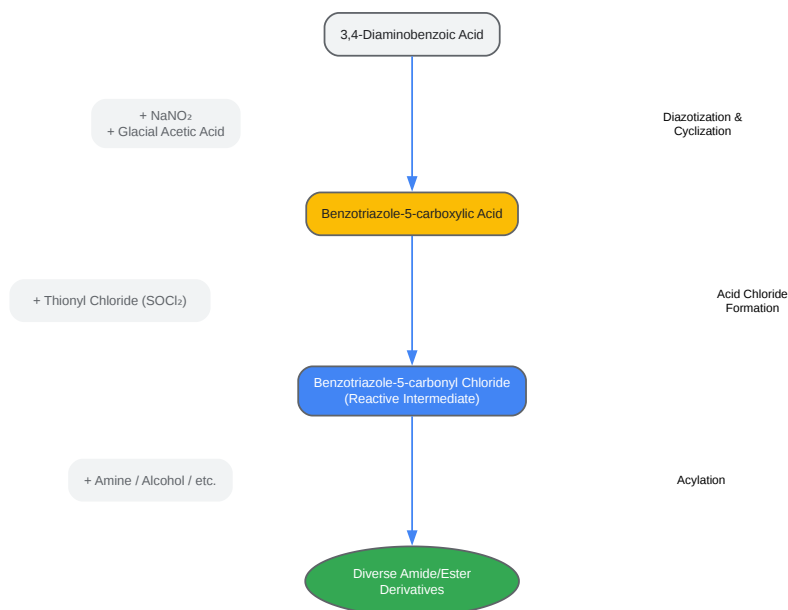 3,4-Diaminobenzoic Acid
+ NaNO₂
+ Glacial Acetic Acid
Diazotization &
Cyclization
Benzotriazole-5-carboxylic Acid
+ Thionyl Chloride (SOCl₂)
Acid Chloride
Formation
Benzotriazole-5-carbonyl Chloride
(Reactive Intermediate)
+ Amine / Alcohol / etc.
Acylation
Diverse Amide/Ester
Derivatives